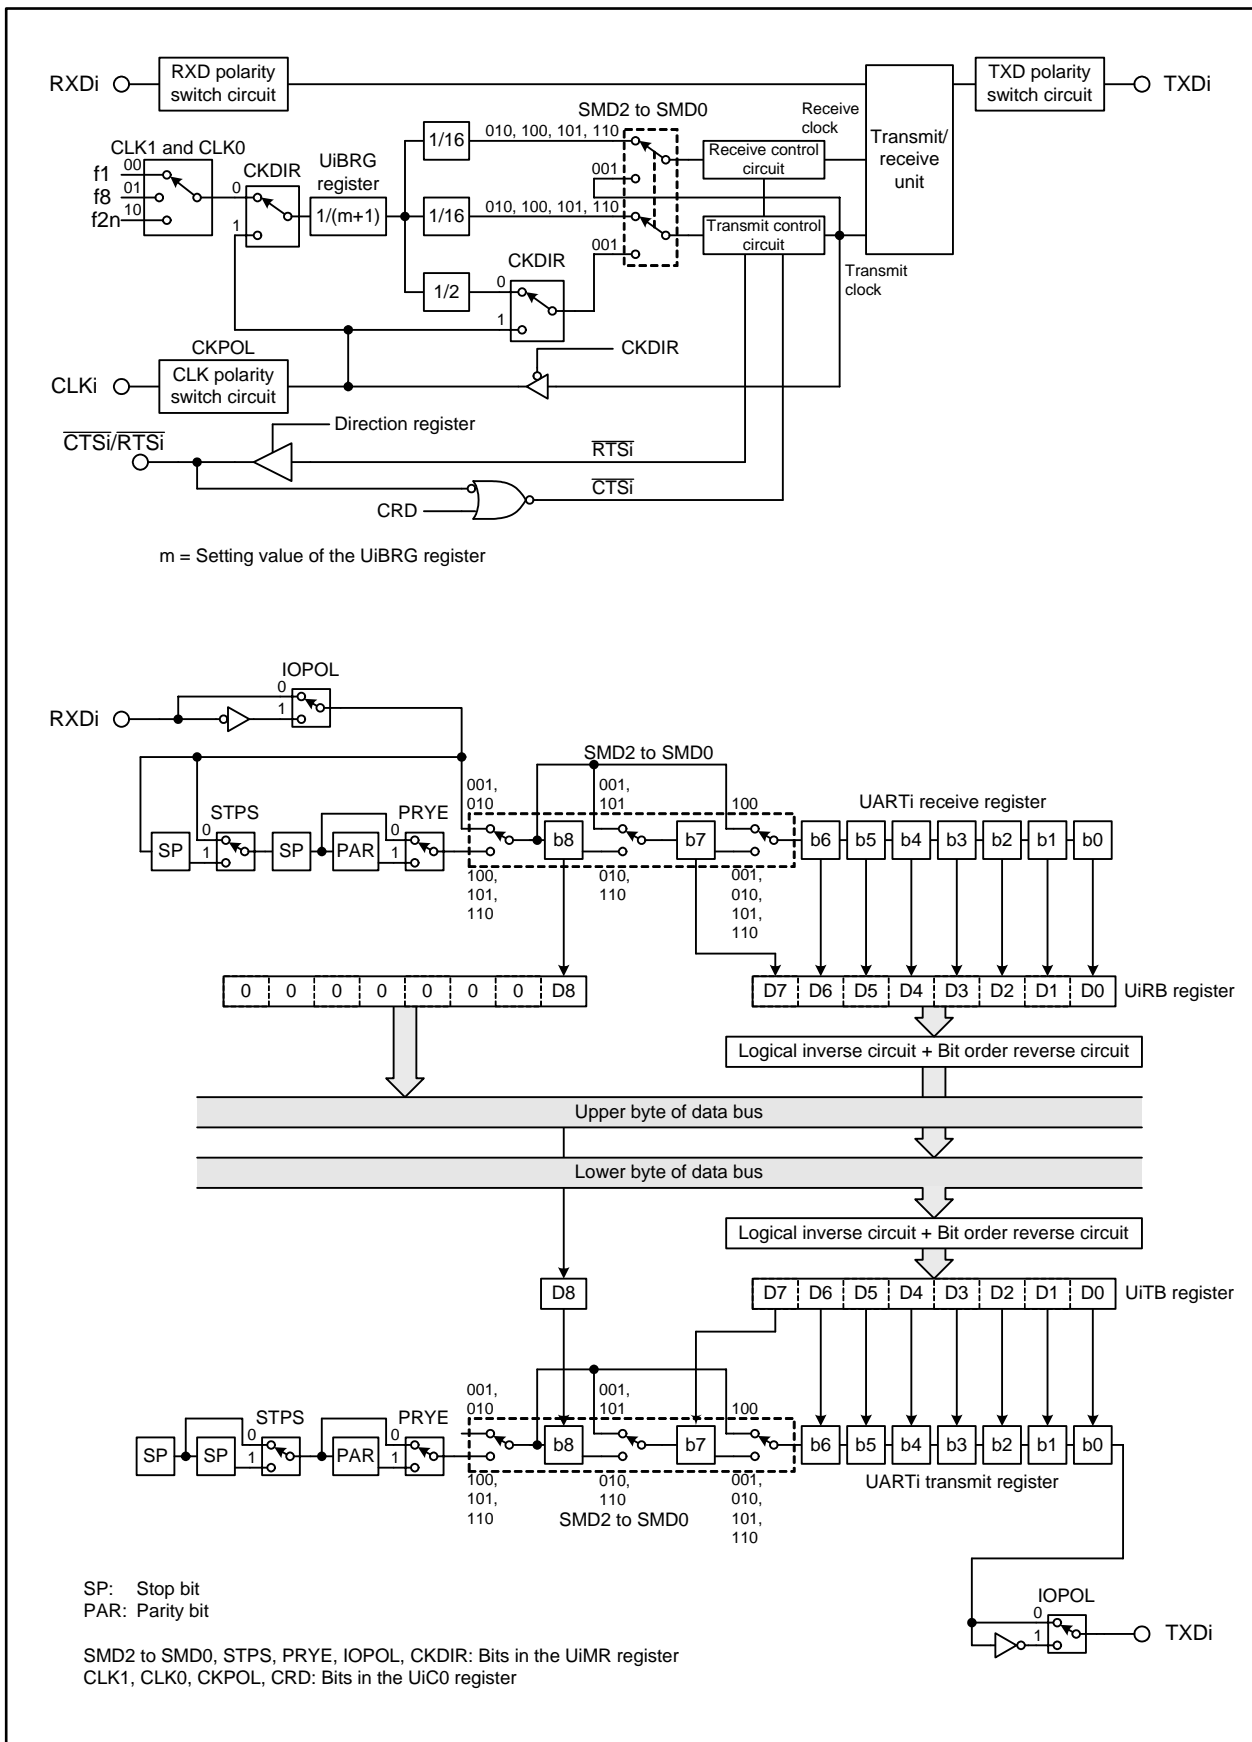 RXDi
RXD polarity
switch circuit
TXD polarity
switch circuit
TXDi
SMD2 to SMD0
Receive
clock
Transmit/
receive
unit
CLK1 and CLK0
f1
00
f8
01
f2n
10
CKDIR
0
1
UiBRG
register
1/(m+1)
1/16
010, 100, 101, 110
001
Receive control
circuit
1/16
010, 100, 101, 110
001
Transmit control
circuit
Transmit
clock
CKDIR
1/2
0
1
CKPOL
CLKi
CLK polarity
switch circuit
CKDIR
CTSi/RTSi
Direction register
RTSi
CTSi
CRD
m = Setting value of the UiBRG register
IOPOL
RXDi
0
1
SMD2 to SMD0
STPS
PRYE
001,
010
001,
101
100
UARTi receive register
SP
0
1
SP
PAR
0
1
b8
b7
b6 b5 b4 b3 b2 b1 b0
100,
101,
110
010,
110
001,
010,
101,
110
0 0 0 0 0 0 0 D8
D7 D6 D5 D4 D3 D2 D1 D0
UiRB register
Logical inverse circuit + Bit order reverse circuit
Upper byte of data bus
Lower byte of data bus
Logical inverse circuit + Bit order reverse circuit
D8
D7 D6 D5 D4 D3 D2 D1 D0
UiTB register
STPS
PRYE
001,
010
001,
101
100
SP
SP
0
1
PAR
0
1
b8
b7
b6 b5 b4 b3 b2 b1 b0
100,
101,
110
010,
110
001,
010,
101,
110
UARTi transmit register
SMD2 to SMD0
SP: Stop bit
PAR: Parity bit
IOPOL
0
1
TXDi
SMD2 to SMD0, STPS, PRYE, IOPOL, CKDIR: Bits in the UiMR register
CLK1, CLK0, CKPOL, CRD: Bits in the UiC0 register